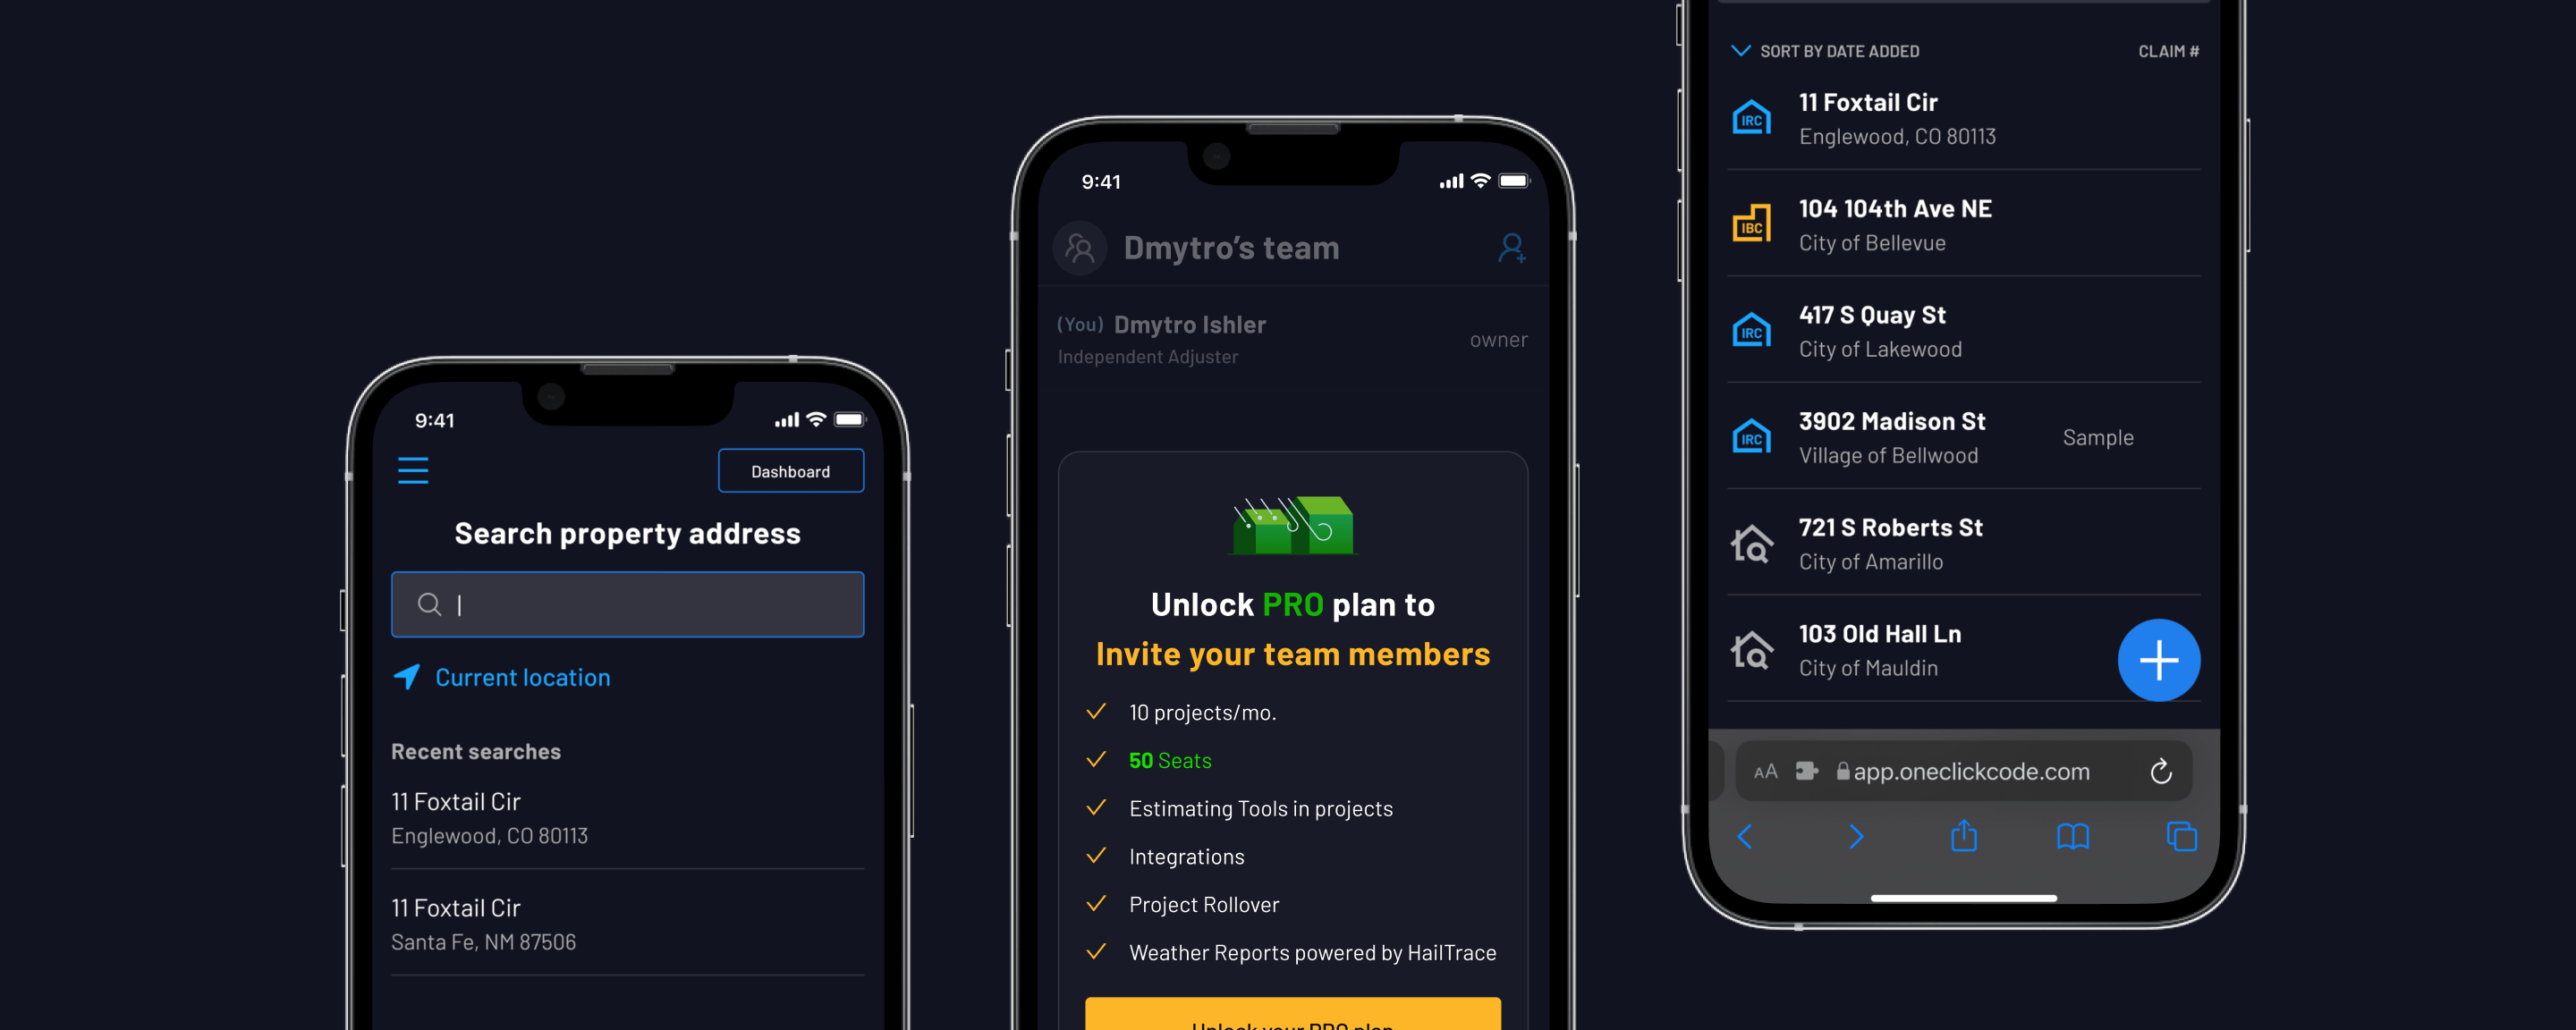 9:41
Dashboard
Search property address
Current location
Recent searches
11 Foxtail Cir
Englewood, CO 80113
11 Foxtail Cir
Santa Fe, NM 87506
9:41
Dmytro’s team
(You) Dmytro Ishler
Independent Adjuster
owner
Unlock PRO plan to
Invite your team members
10 projects/mo.
50 Seats
Estimating Tools in projects
Integrations
Project Rollover
Weather Reports powered by HailTrace
Unlock your PRO plan
SORT BY DATE ADDED
CLAIM #
IRC
11 Foxtail Cir
Englewood, CO 80113
IBC
104 104th Ave NE
City of Bellevue
IRC
417 S Quay St
City of Lakewood
IRC
3902 Madison St
Village of Bellwood
Sample
721 S Roberts St
City of Amarillo
103 Old Hall Ln
City of Mauldin
AA
app.oneclickcode.com